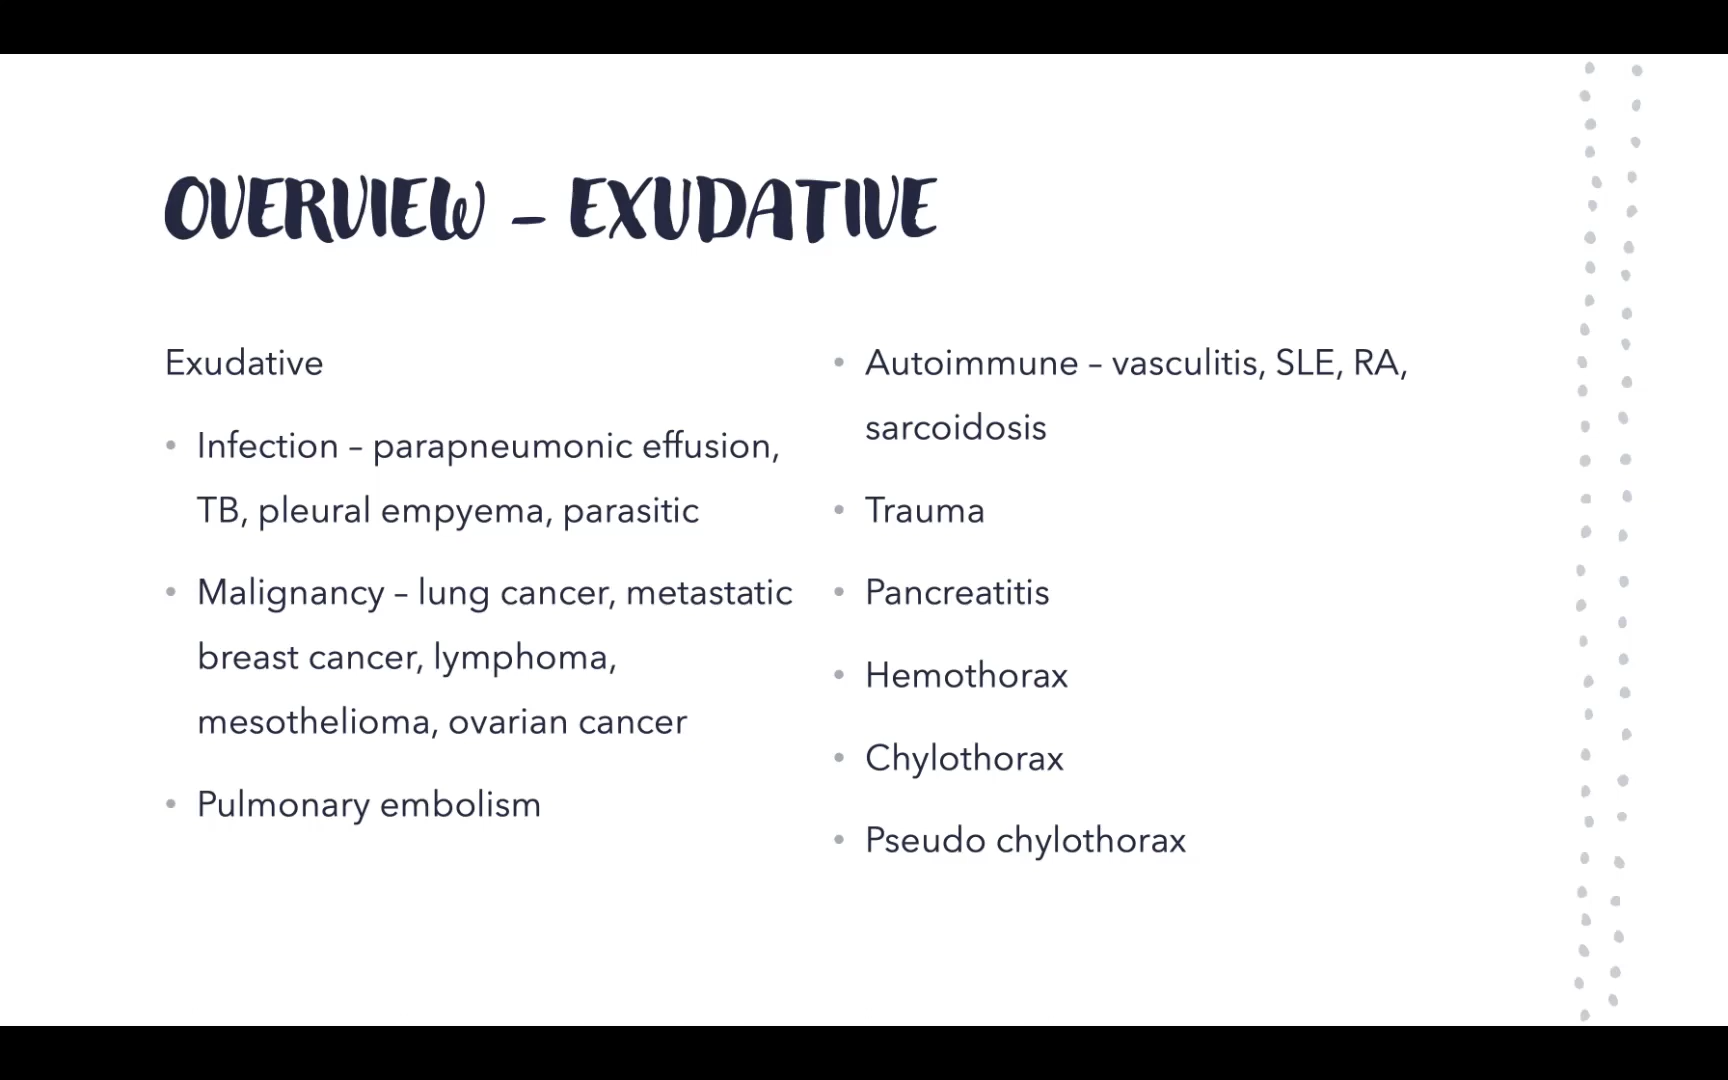 OVERVIEW – EXUDATIVE
Exudative
• Infection – parapneumonic effusion,
TB, pleural empyema, parasitic
• Malignancy – lung cancer, metastatic
breast cancer, lymphoma,
mesothelioma, ovarian cancer
• Pulmonary embolism
• Autoimmune – vasculitis, SLE, RA,
sarcoidosis
• Trauma
• Pancreatitis
• Hemothorax
• Chylothorax
• Pseudo chylothorax